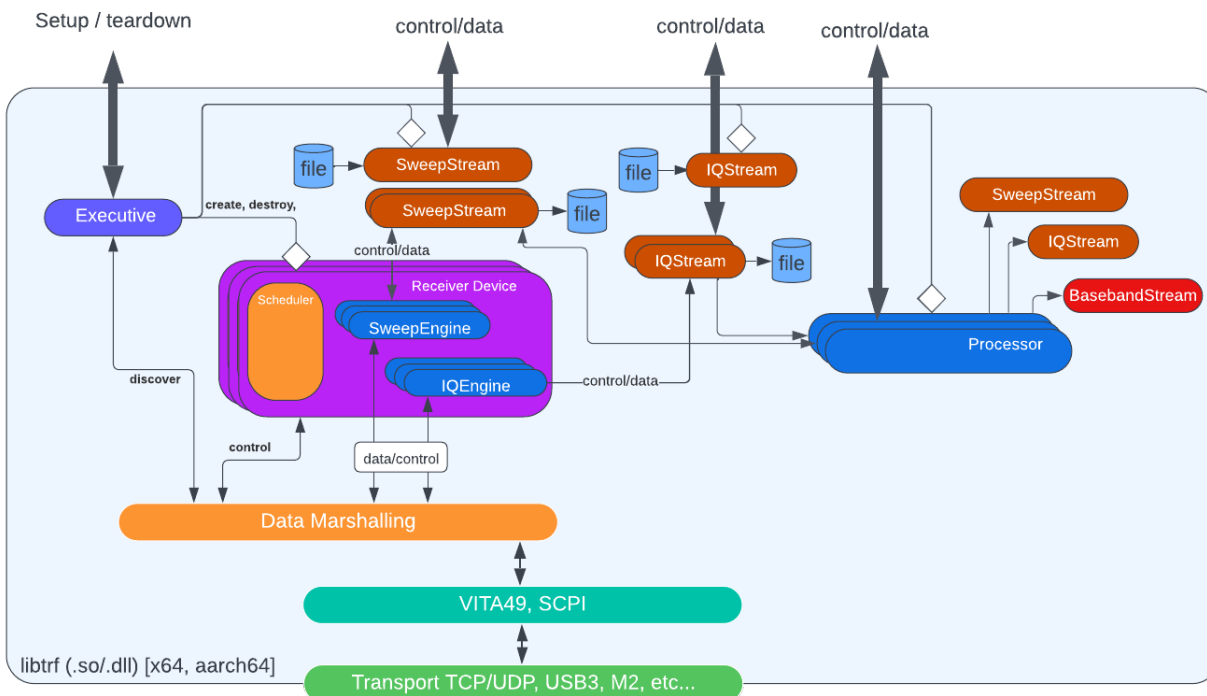 Setup / teardown
control/data
control/data
control/data
file
SweepStream
file
IQStream
SweepStream
SweepStream
file
Executive
create, destroy,
IQStream
control/data
IQStream
file
Receiver Device
Scheduler
BasebandStream
SweepEngine
Processor
discover
IQEngine
control/data
control
data/control
Data Marshalling
VITA49, SCPI
libtrf (.so/.dll) [x64, aarch64]
Transport TCP/UDP, USB3, M2, etc...